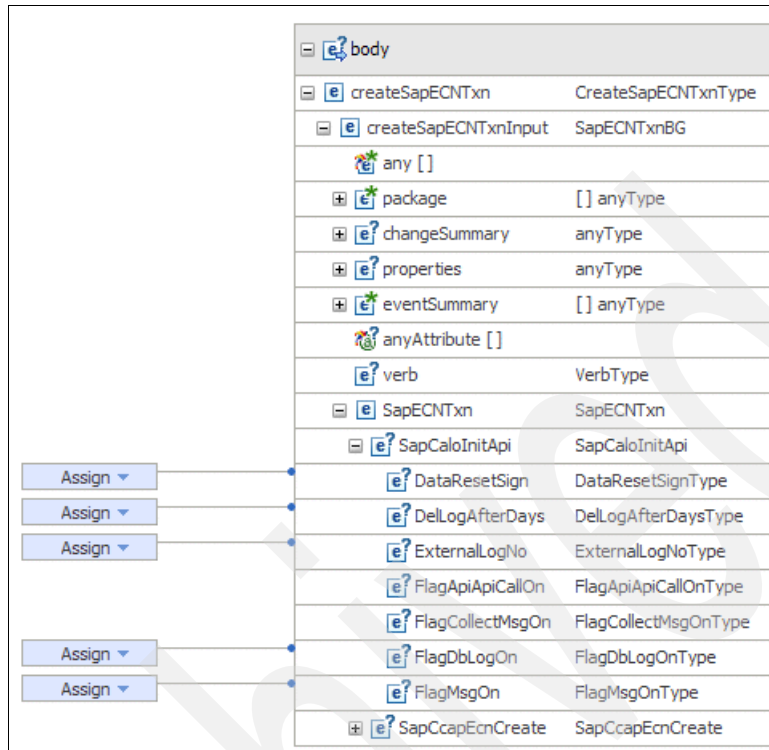 body
createSapECNTxn CreateSapECNTxnType
createSapECNTxnInput SapECNTxnBG
any [ ]
package [ ] anyType
changeSummary anyType
properties anyType
eventSummary [ ] anyType
anyAttribute [ ]
verb VerbType
SapECNTxn SapECNTxn
SapCaloInitApi SapCaloInitApi
Assign DataResetSign DataResetSignType
Assign DelLogAfterDays DelLogAfterDaysType
Assign ExternalLogNo ExternalLogNoType
FlagApiApiCallOn FlagApiApiCallOnType
FlagCollectMsgOn FlagCollectMsgOnType
Assign FlagDbLogOn FlagDbLogOnType
Assign FlagMsgOn FlagMsgOnType
SapCcapEcnCreate SapCcapEcnCreate